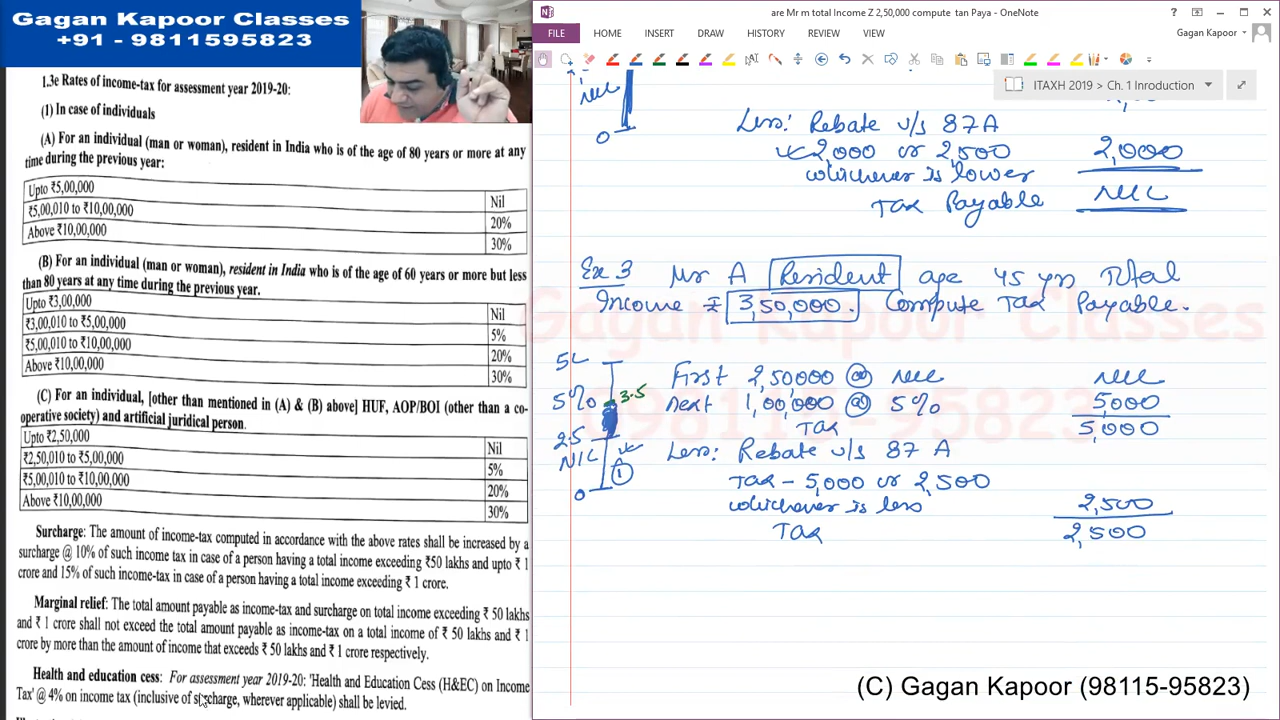 Gagan Kapoor Classes
+91 - 9811595823
1.3e Rates of income-tax for assessment year 2019-20:
(1) In case of individuals
(A) For an individual (man or woman), resident in India who is of the age of 80 years or more at any
time during the previous year:
Upto ₹5,00,000 Nil
₹5,00,010 to ₹10,00,000 20%
Above ₹10,00,000 30%
(B) For an individual (man or woman), resident in India who is of the age of 60 years or more but less
than 80 years at any time during the previous year.
Upto ₹3,00,000 Nil
₹3,00,010 to ₹5,00,000 5%
₹5,00,010 to ₹10,00,000 20%
Above ₹10,00,000 30%
(C) For an individual, [other than mentioned in (A) & (B) above] HUF, AOP/BOI (other than a co-
operative society) and artificial juridical person.
Upto ₹2,50,000 Nil
₹2,50,010 to ₹5,00,000 5%
₹5,00,010 to ₹10,00,000 20%
Above ₹10,00,000 30%
Surcharge: The amount of income-tax computed in accordance with the above rates shall be increased by a
surcharge @ 10% of such income tax in case of a person having a total income exceeding ₹50 lakhs and upto ₹ 1
crore and 15% of such income-tax in case of a person having a total income exceeding ₹ 1 crore.
Marginal relief: The total amount payable as income-tax and surcharge on total income exceeding ₹ 50 lakhs
and ₹ 1 crore shall not exceed the total amount payable as income-tax on a total income of ₹ 50 lakhs and ₹ 1
crore by more than the amount of income that exceeds ₹ 50 lakhs and ₹ 1 crore respectively.
Health and education cess: For assessment year 2019-20: 'Health and Education Cess (H&EC) on Income
Tax' @ 4% on income tax (inclusive of surcharge, wherever applicable) shall be levied.
are Mr m total Income Z 2,50,000 compute tan Paya - OneNote
FILE HOME INSERT DRAW HISTORY REVIEW VIEW
Gagan Kapoor
ITAXH 2019 > Ch. 1 Inroduction
NIL
0
Less: Rebate u/s 87A
2,000 or 2,500 2,000
whichever is lower
Tax Payable NIL
Ex 3 Mr A Resident age 45 yrs Total
Income ₹ 3,50,000. Compute Tax Payable.
5L
5%
3.5
2.5
NIL
1
0
First 2,50000 @ NIL NIL
Next 1,00,000 @ 5% 5,000
Tax 5,000
Less: Rebate u/s 87 A
Tax - 5,000 or 2,500
whichever is less 2,500
Tax 2,500
Gagan Kapoor Classes
9811595823
(C) Gagan Kapoor (98115-95823)